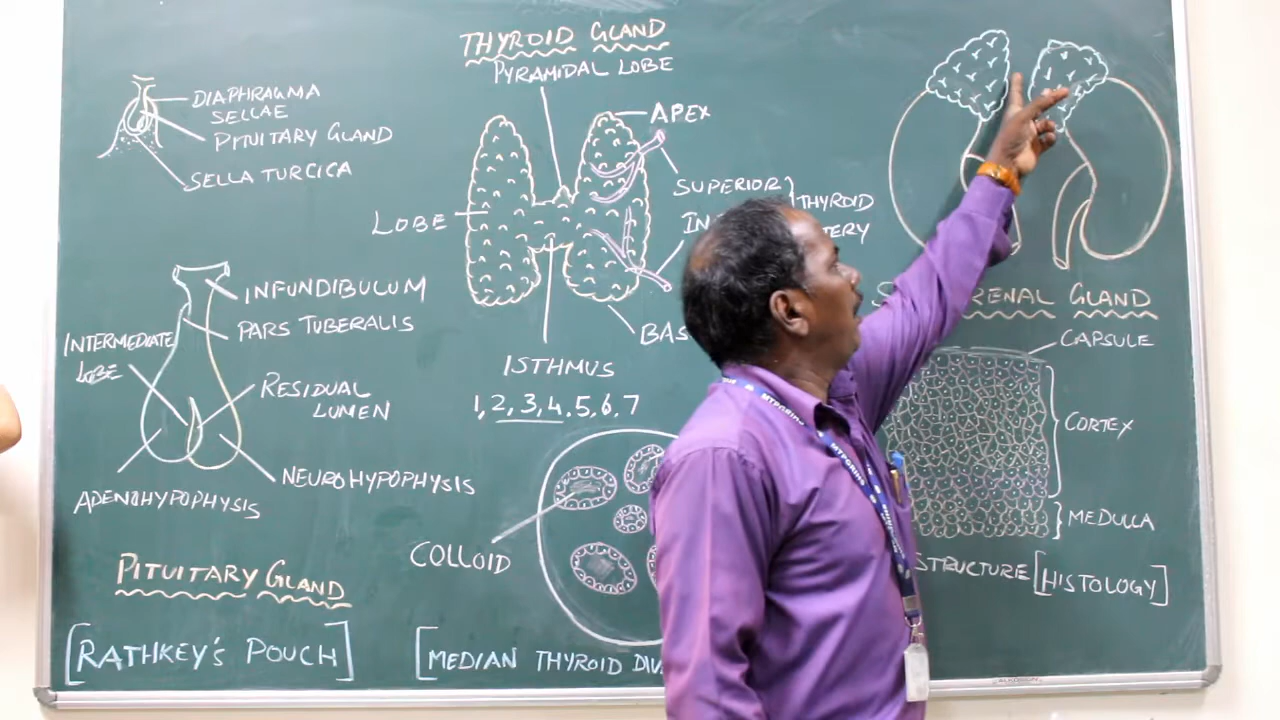 DIAPHRAGMA
SELLAE
PITUITARY GLAND
SELLA TURCICA
INFUNDIBULUM
PARS TUBERALIS
INTERMEDIATE
LOBE
RESIDUAL
LUMEN
NEUROHYPOPHYSIS
ADENOHYPOPHYSIS
PITUITARY GLAND
[RATHKEY'S POUCH]
THYROID GLAND
PYRAMIDAL LOBE
APEX
LOBE
SUPERIOR
THYROID
ISTHMUS
1,2,3,4,5,6,7
COLLOID
[MEDIAN THYROID
GLAND
CAPSULE
CORTEX
MEDULLA
STRUCTURE [HISTOLOGY]